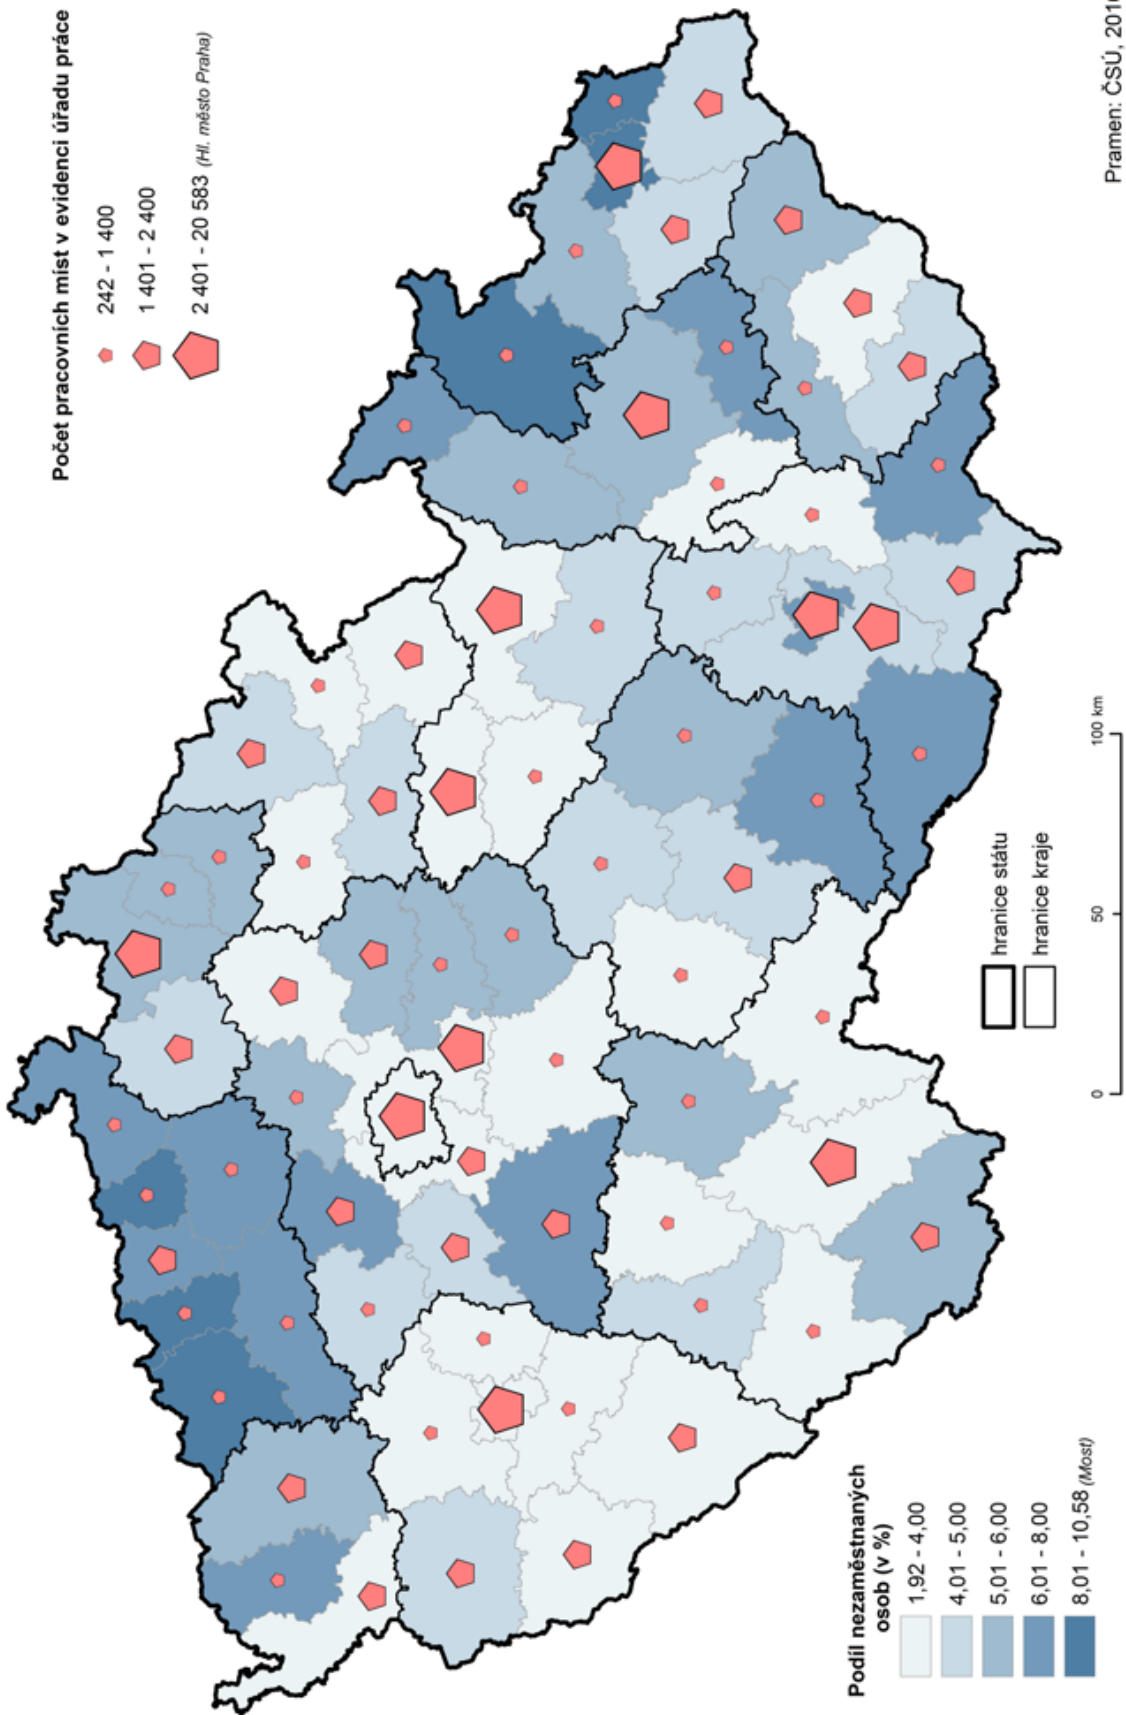 Počet pracovních míst v evidenci úřadu práce
242 - 1 400
1 401 - 2 400
2 401 - 20 583 (Hl. město Praha)
Podíl nezaměstnaných
osob (v %)
1,92 - 4,00
4,01 - 5,00
5,01 - 6,00
6,01 - 8,00
8,01 - 10,58 (Most)
hranice státu
hranice kraje
0 50 100 km
Pramen: ČSÚ,